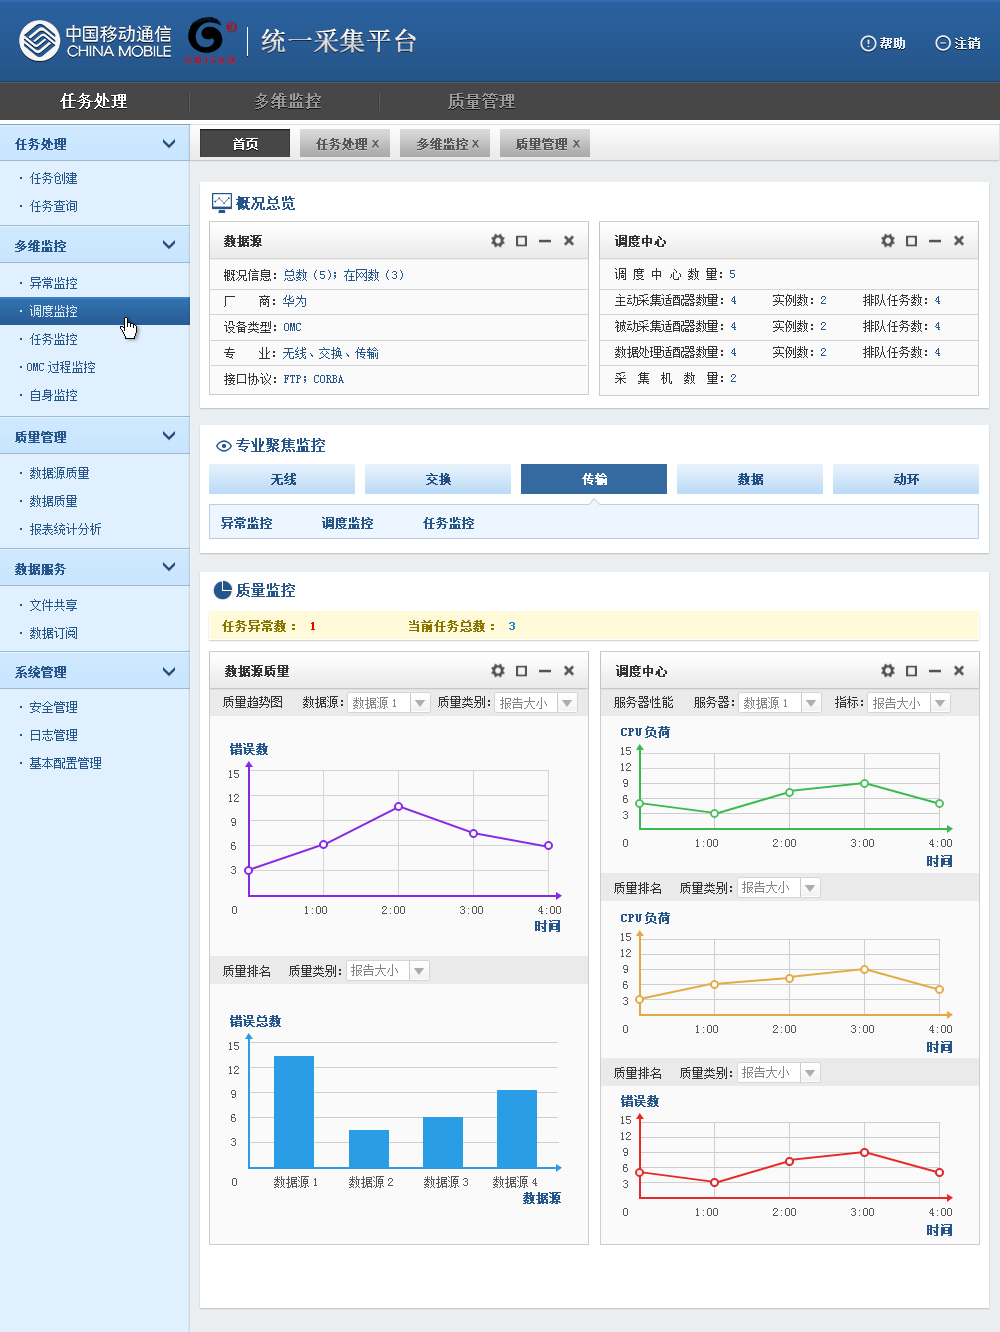 中国移动通信
CHINA MOBILE
3
统一采集平台
帮助
注销
任务处理
多维监控
质量管理
任务处理
· 任务创建
· 任务查询
多维监控
· 异常监控
· 调度监控
· 任务监控
· OMC 过程监控
· 自身监控
质量管理
· 数据源质量
· 数据质量
· 报表统计分析
数据服务
· 文件共享
· 数据订阅
系统管理
· 安全管理
· 日志管理
· 基本配置管理
首页 任务处理 x 多维监控 x 质量管理 x
概况总览
数据源
概况信息：总数（5）；在网数（3）
厂 商：华为
设备类型：OMC
专 业：无线、交换、传输
接口协议：FTP；CORBA
调度中心
调 度 中 心 数 量：5
主动采集适配器数量：4 实例数：2 排队任务数：4
被动采集适配器数量：4 实例数：2 排队任务数：4
数据处理适配器数量：4 实例数：2 排队任务数：4
采 集 机 数 量：2
专业聚焦监控
无线 交换 传输 数据 动环
异常监控 调度监控 任务监控
质量监控
任务异常数： 1 当前任务总数： 3
数据源质量
质量趋势图 数据源：数据源 1 质量类别：报告大小
错误数
15
12
9
6
3
0 1:00 2:00 3:00 4:00
时间
质量排名 质量类别：报告大小
错误总数
15
12
9
6
3
0 数据源 1 数据源 2 数据源 3 数据源 4
数据源
调度中心
服务器性能 服务器：数据源 1 指标：报告大小
CPU 负荷
15
12
9
6
3
0 1:00 2:00 3:00 4:00
时间
质量排名 质量类别：报告大小
CPU 负荷
15
12
9
6
3
0 1:00 2:00 3:00 4:00
时间
质量排名 质量类别：报告大小
错误数
15
12
9
6
3
0 1:00 2:00 3:00 4:00
时间